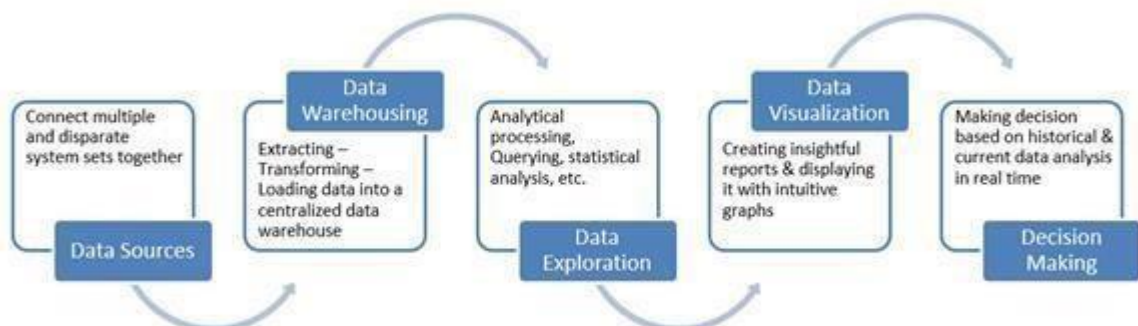 Connect multiple
and disparate
system sets together
Data Sources
Data
Warehousing
Extracting –
Transforming –
Loading data into a
centralized data
warehouse
Analytical
processing,
Querying, statistical
analysis, etc.
Data
Exploration
Data
Visualization
Creating insightful
reports & displaying
it with intuitive
graphs
Making decision
based on historical &
current data analysis
in real time
Decision
Making